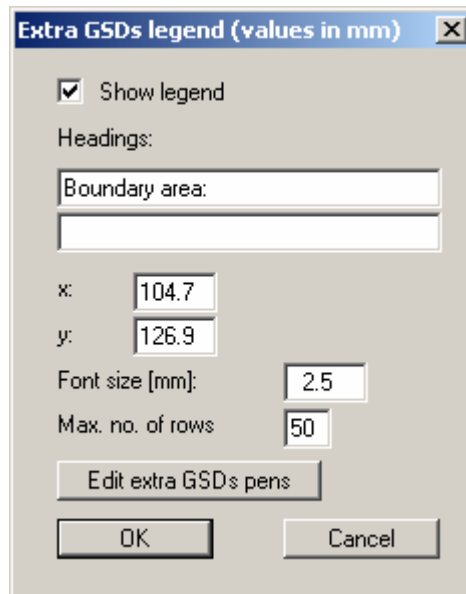 Extra GSDs legend (values in mm)
Show legend
Headings:
Boundary area:
x: 104.7
y: 126.9
Font size [mm]: 2.5
Max. no. of rows 50
Edit extra GSDs pens
OK Cancel